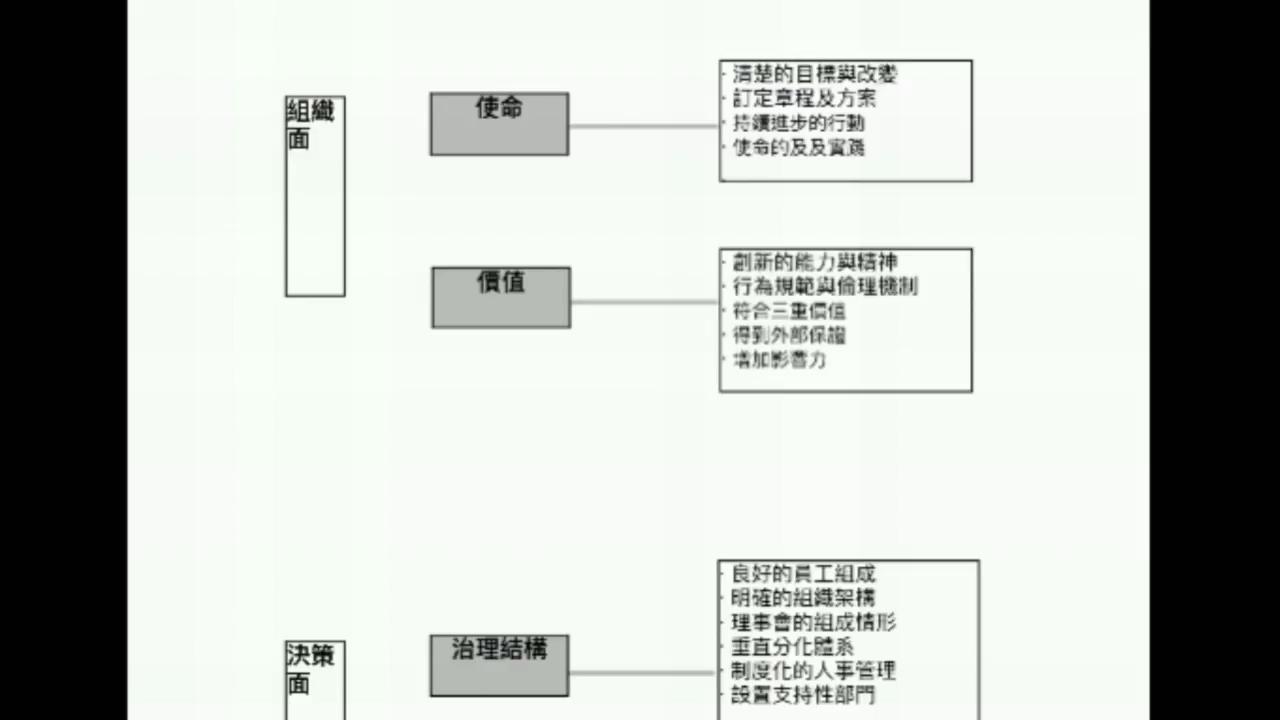 組織
面
使命
清楚的目標與改變
訂定章程及方案
持續進步的行動
使命的及及實踐
價值
創新的能力與精神
行為規範與倫理機制
符合三重價值
得到外部保證
增加影響力
決策
面
治理結構
良好的員工組成
明確的組織架構
理事會的組成情形
垂直分化體系
制度化的人事管理
設置支持性部門